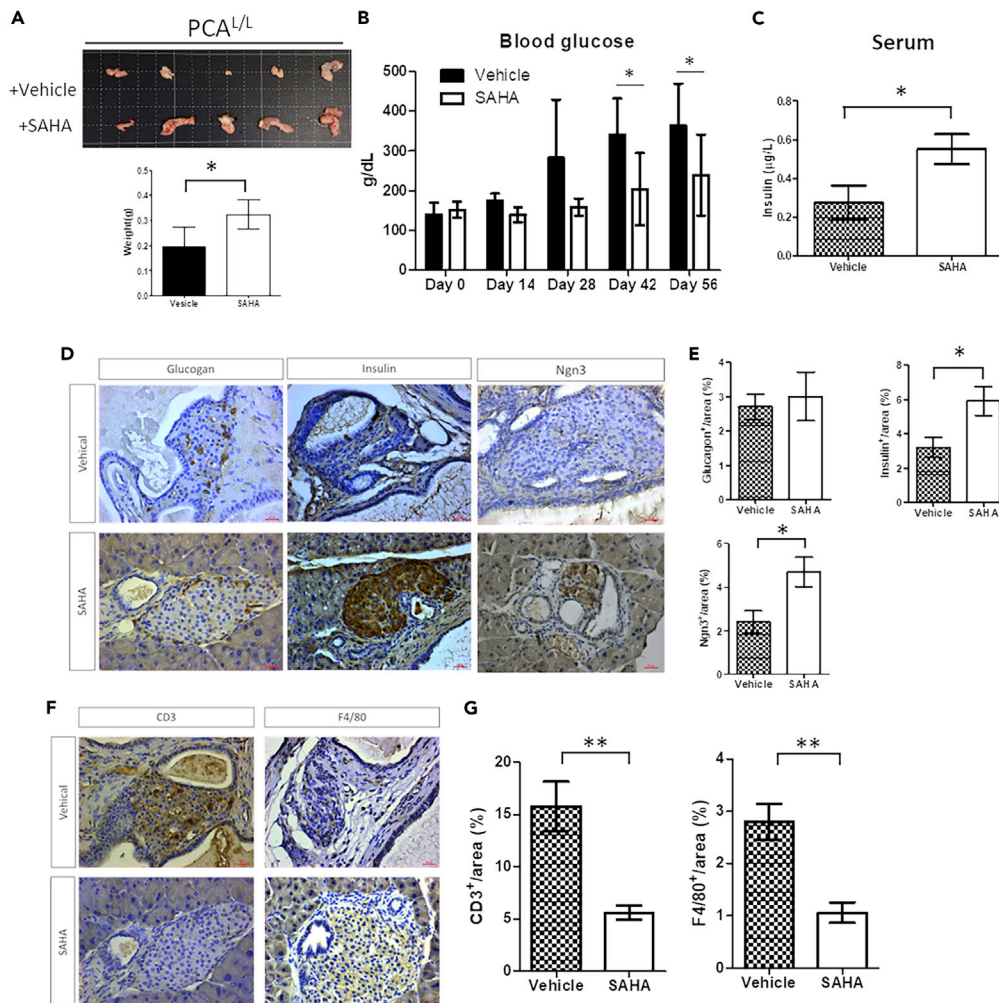 A
PCA^L/L
+Vehicle
+SAHA
*
Weight(g)
0.5
0.4
0.3
0.2
0.1
0.0
Vesicle
SAHA
B
Blood glucose
Vehicle
SAHA
*
*
g/dL
500
400
300
200
100
0
Day 0
Day 14
Day 28
Day 42
Day 56
C
Serum
*
Insulin (µg/L)
0.8
0.6
0.4
0.2
0.0
Vehicle
SAHA
D
Glucogan
Insulin
Ngn3
Vehical
SAHA
E
Glucagon+/area (%)
4
3
2
1
0
Vehicle
SAHA
*
Insulin+/area (%)
8
6
4
2
0
Vehicle
SAHA
*
Ngn3+/area (%)
6
4
2
0
Vehicle
SAHA
F
CD3
F4/80
Vehical
SAHA
G
**
CD3+/area (%)
20
15
10
5
0
Vehicle
SAHA
**
F4/80+/area (%)
4
3
2
1
0
Vehicle
SAHA